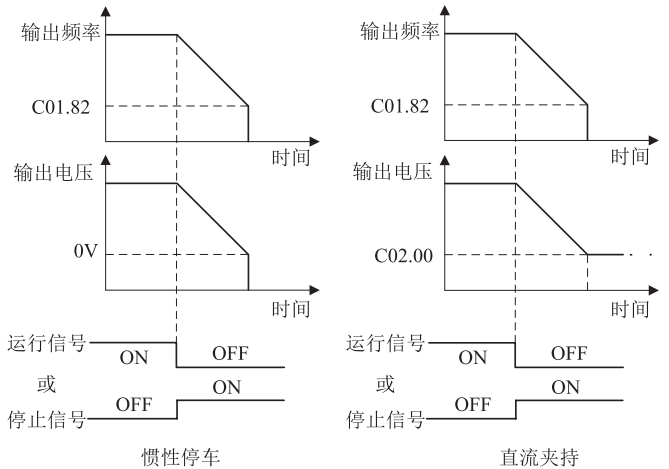 输出频率
C01.82
时间
输出电压
0V
时间
运行信号
ON
OFF
或
停止信号
OFF
ON
惯性停车
输出频率
C01.82
时间
输出电压
C02.00
时间
运行信号
ON
OFF
或
停止信号
OFF
ON
直流夹持